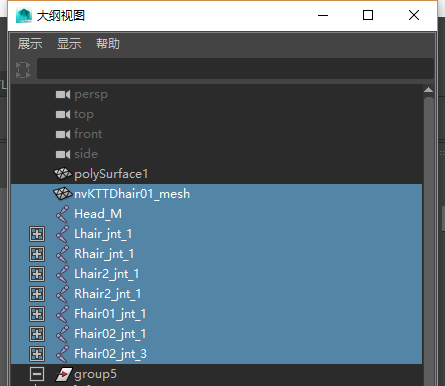 大纲视图
展示 显示 帮助
persp
top
front
side
polySurface1
nvKTTDhair01_mesh
Head_M
Lhair_jnt_1
Rhair_jnt_1
Lhair2_jnt_1
Rhair2_jnt_1
Fhair01_jnt_1
Fhair02_jnt_1
Fhair02_jnt_3
group5